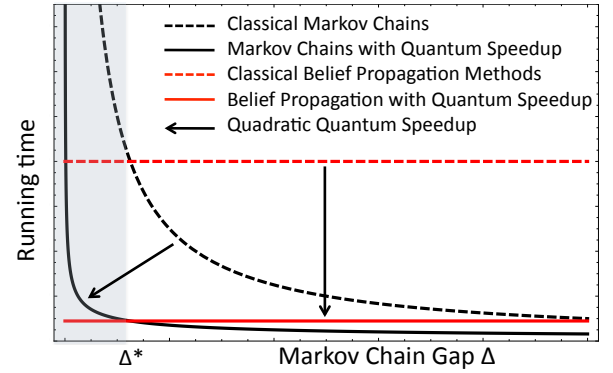 Classical Markov Chains
Markov Chains with Quantum Speedup
Classical Belief Propagation Methods
Belief Propagation with Quantum Speedup
Quadratic Quantum Speedup
Running time
Δ*
Markov Chain Gap Δ